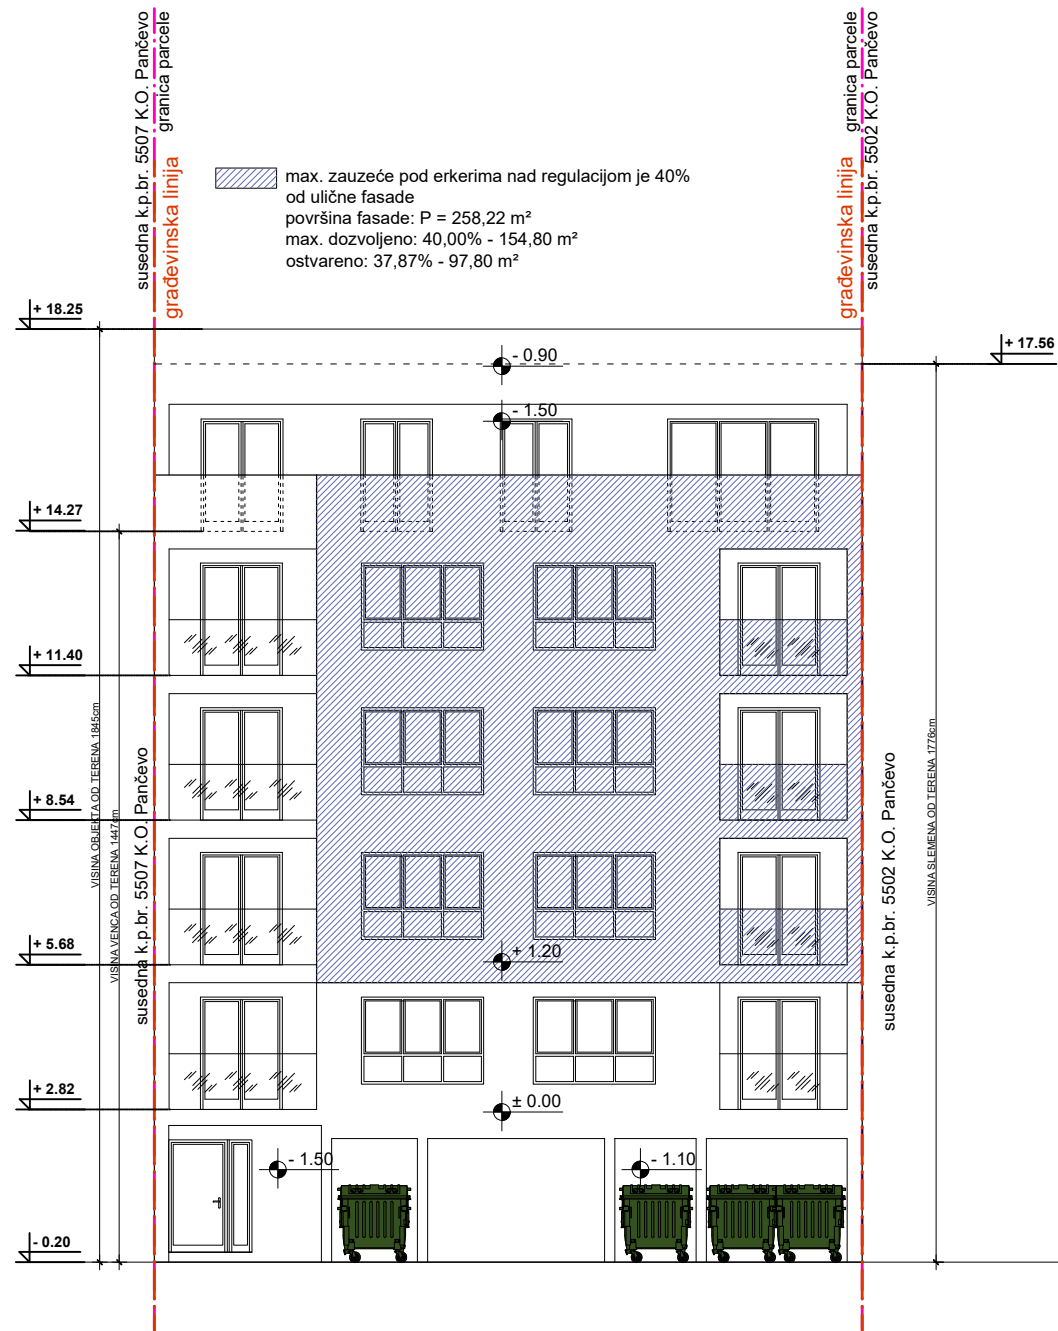 susedna k.p.br. 5507 K.O. Pančevo
granica parcele
građevinska linija
granica parcele
susedna k.p.br. 5502 K.O. Pančevo
građevinska linija
max. zauzeće pod erkerima nad regulacijom je 40%
od ulične fasade
površina fasade: P = 258,22 m²
max. dozvoljeno: 40,00% - 154,80 m²
ostvareno: 37,87% - 97,80 m²
+ 18.25
+ 17.56
- 0.90
- 1.50
+ 14.27
+ 11.40
+ 8.54
+ 5.68
+ 1.20
+ 2.82
± 0.00
- 1.50
- 1.10
- 0.20
VISINA OBJEKTA OD TERENA 1845cm
VISINA VENCA OD TERENA 1447cm
susedna k.p.br. 5507 K.O. Pančevo
susedna k.p.br. 5502 K.O. Pančevo
VISINA SLEMENA OD TERENA 1776cm